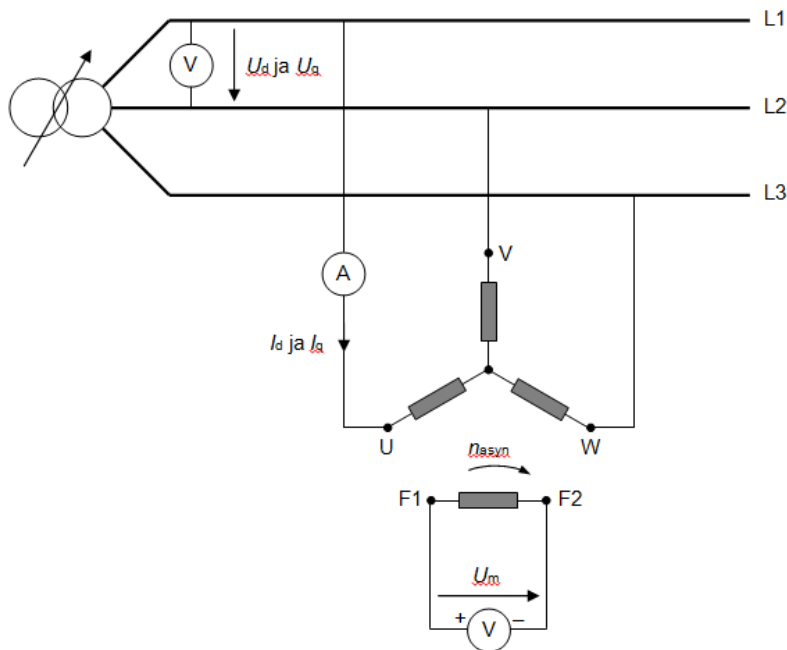 L1
V
Ud ja Uq
L2
L3
V
A
Id ja Iq
U
W
nasyn
F1
F2
Um
+
V
–